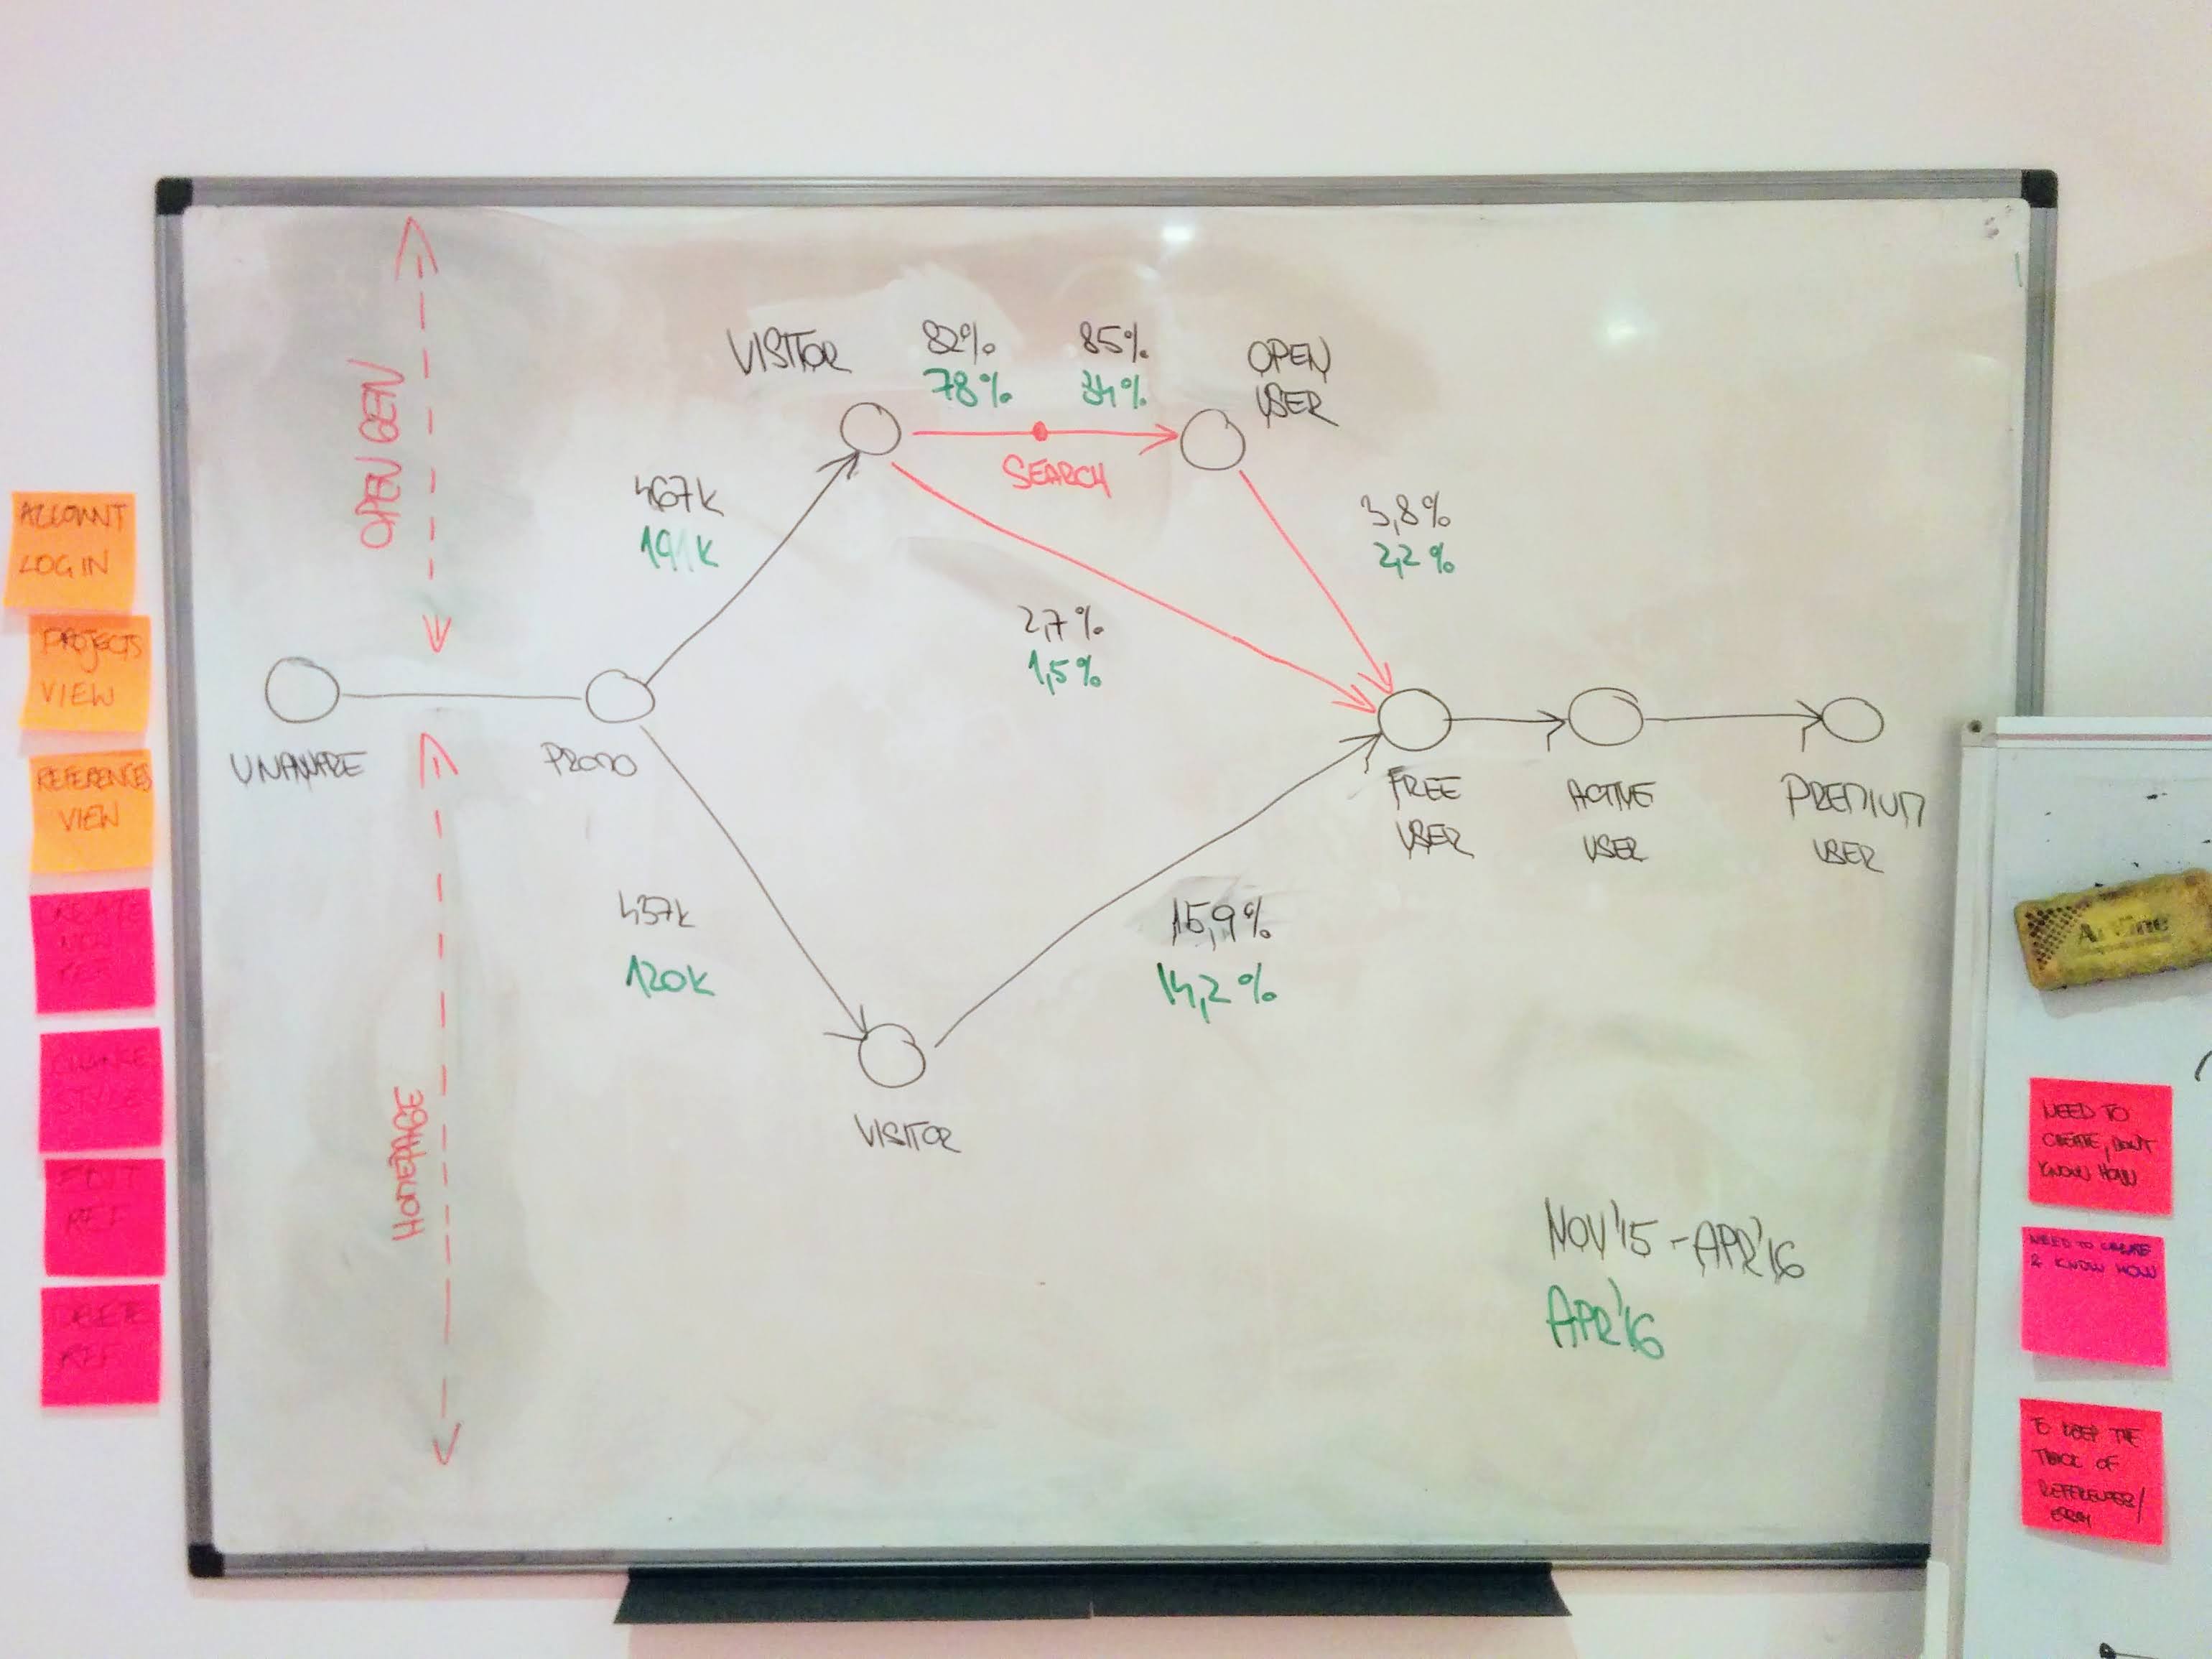 OPEN GEN
HOMEPAGE
VISITOR
82%
78%
85%
84%
OPEN
USER
SEARCH
467K
191K
3,8%
2,2%
2,7%
1,5%
UNAWARE
PROMO
FREE
USER
ACTIVE
USER
PREMIUM
USER
437K
120K
15,9%
14,2%
VISITOR
NOV'15 - APR'16
APR'16
ACCOUNT
LOG IN
PROJECTS
VIEW
REFERENCES
VIEW
CREATE
NEW
REF
CHANGE
STYLE
EDIT
REF
DELETE
REF
NEED TO
CREATE, DON'T
KNOW HOW
NEED TO CREATE
& KNOW HOW
TO KEEP THE
TRACK OF
REFERENCES/